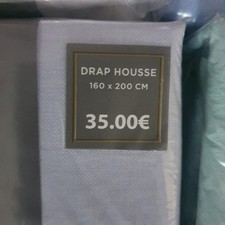 DRAP HOUSSE
160 x 200 CM
35.00€